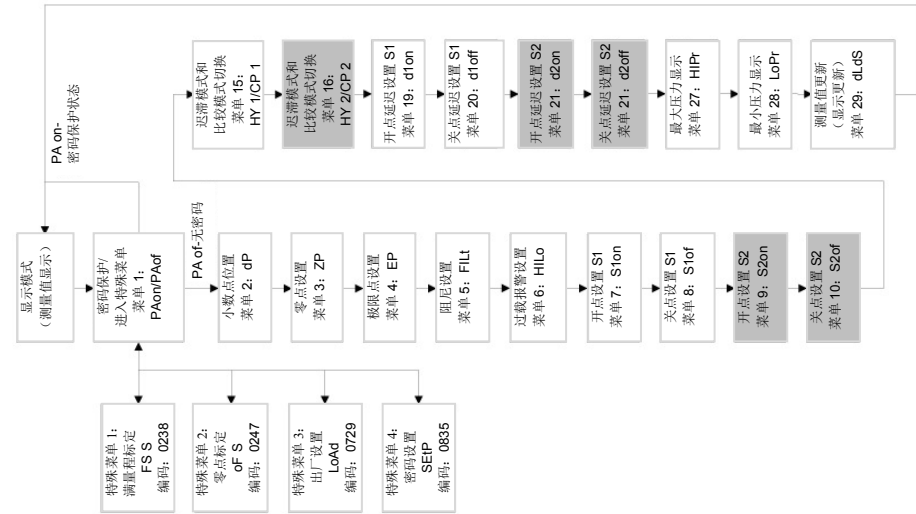 显示模式
（测量值显示）
PA on-
密码保护状态
密码保护/
进入特殊菜单
菜单 1：
PAon/PAof
PA of-无密码
特殊菜单 1：
满量程标定
FS S
编码：0238
特殊菜单 2：
零点标定
oF S
编码：0247
特殊菜单 3：
出厂设置
LoAd
编码：0729
特殊菜单 4：
密码设置
SEtP
编码：0835
小数点位置
菜单 2：dP
零点设置
菜单 3：ZP
极限点设置
菜单 4：EP
阻尼设置
菜单 5：FILt
过载报警设置
菜单 6：HILo
开点设置 S1
菜单 7：S1on
关点设置 S1
菜单 8：S1of
开点设置 S2
菜单 9：S2on
关点设置 S2
菜单 10：S2of
迟滞模式和
比较模式切换
菜单 15：
HY 1/CP 1
迟滞模式和
比较模式切换
菜单 16：
HY 2/CP 2
开点延迟设置 S1
菜单 19：d1on
关点延迟设置 S1
菜单 20：d1off
开点延迟设置 S2
菜单 21：d2on
关点延迟设置 S2
菜单 21：d2off
最大压力显示
菜单 27：HIPr
最小压力显示
菜单 28：LoPr
测量值更新
（显示更新）
菜单 29：dLdS